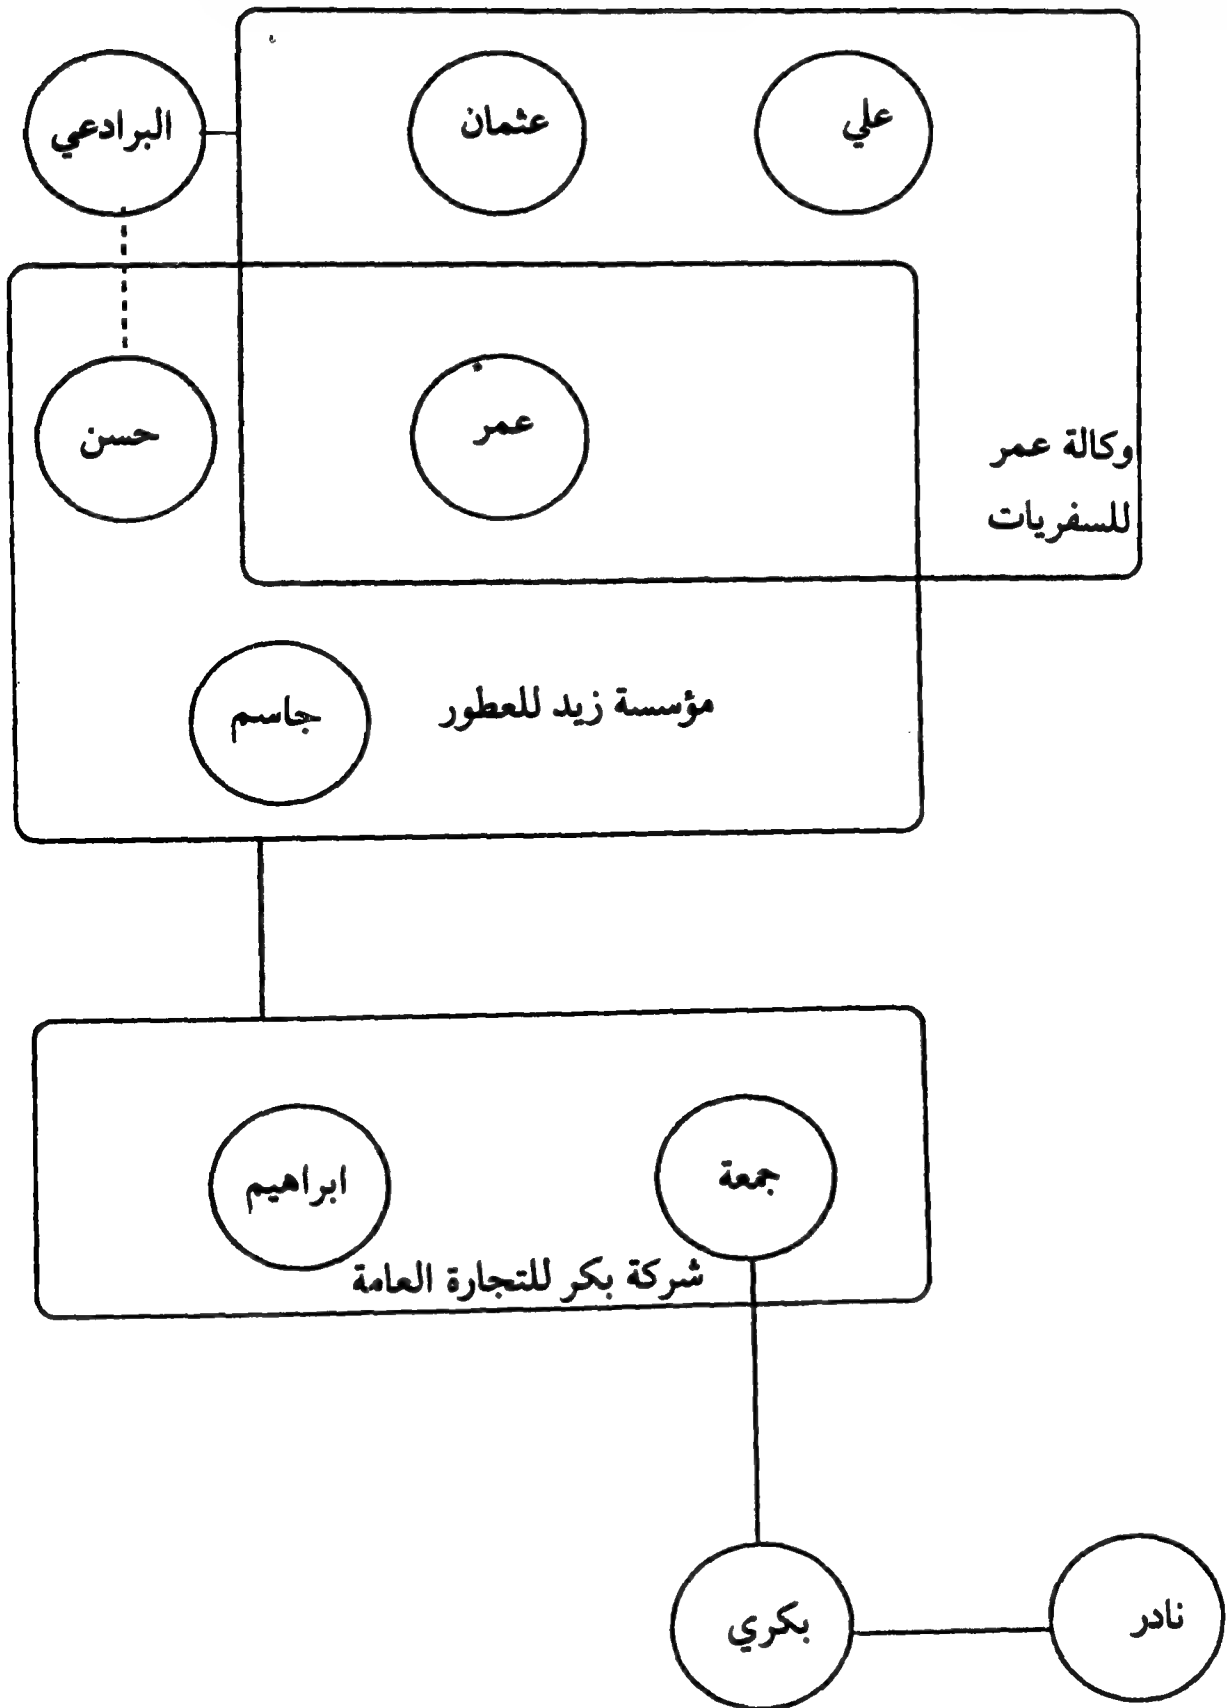 علي
عثمان
البرادعي
عمر
حسن
وكالة عمر
للسفريات
مؤسسة زيد للعطور
جاسم
جمعة
ابراهيم
شركة بكر للتجارة العامة
نادر
بكري